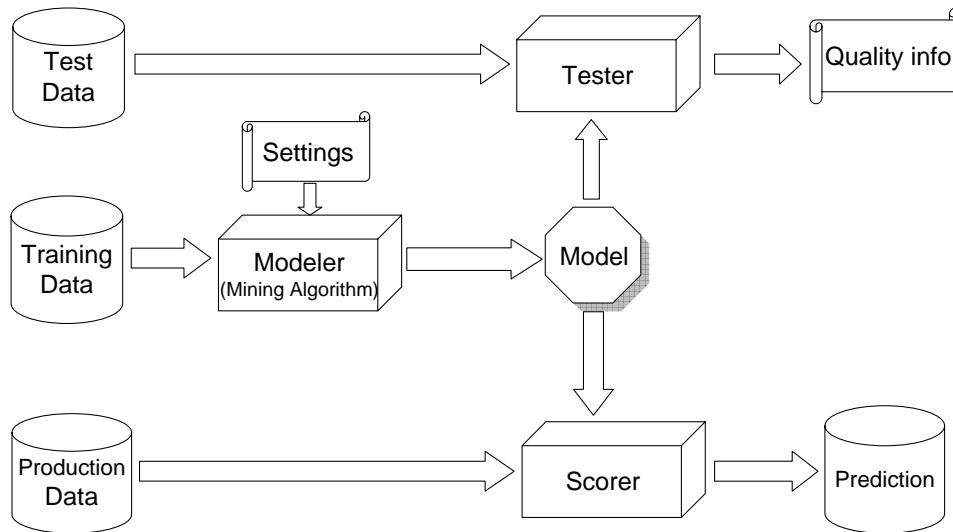 Test
Data
Tester
Quality info
Settings
Training
Data
Modeler
(Mining Algorithm)
Model
Production
Data
Scorer
Prediction